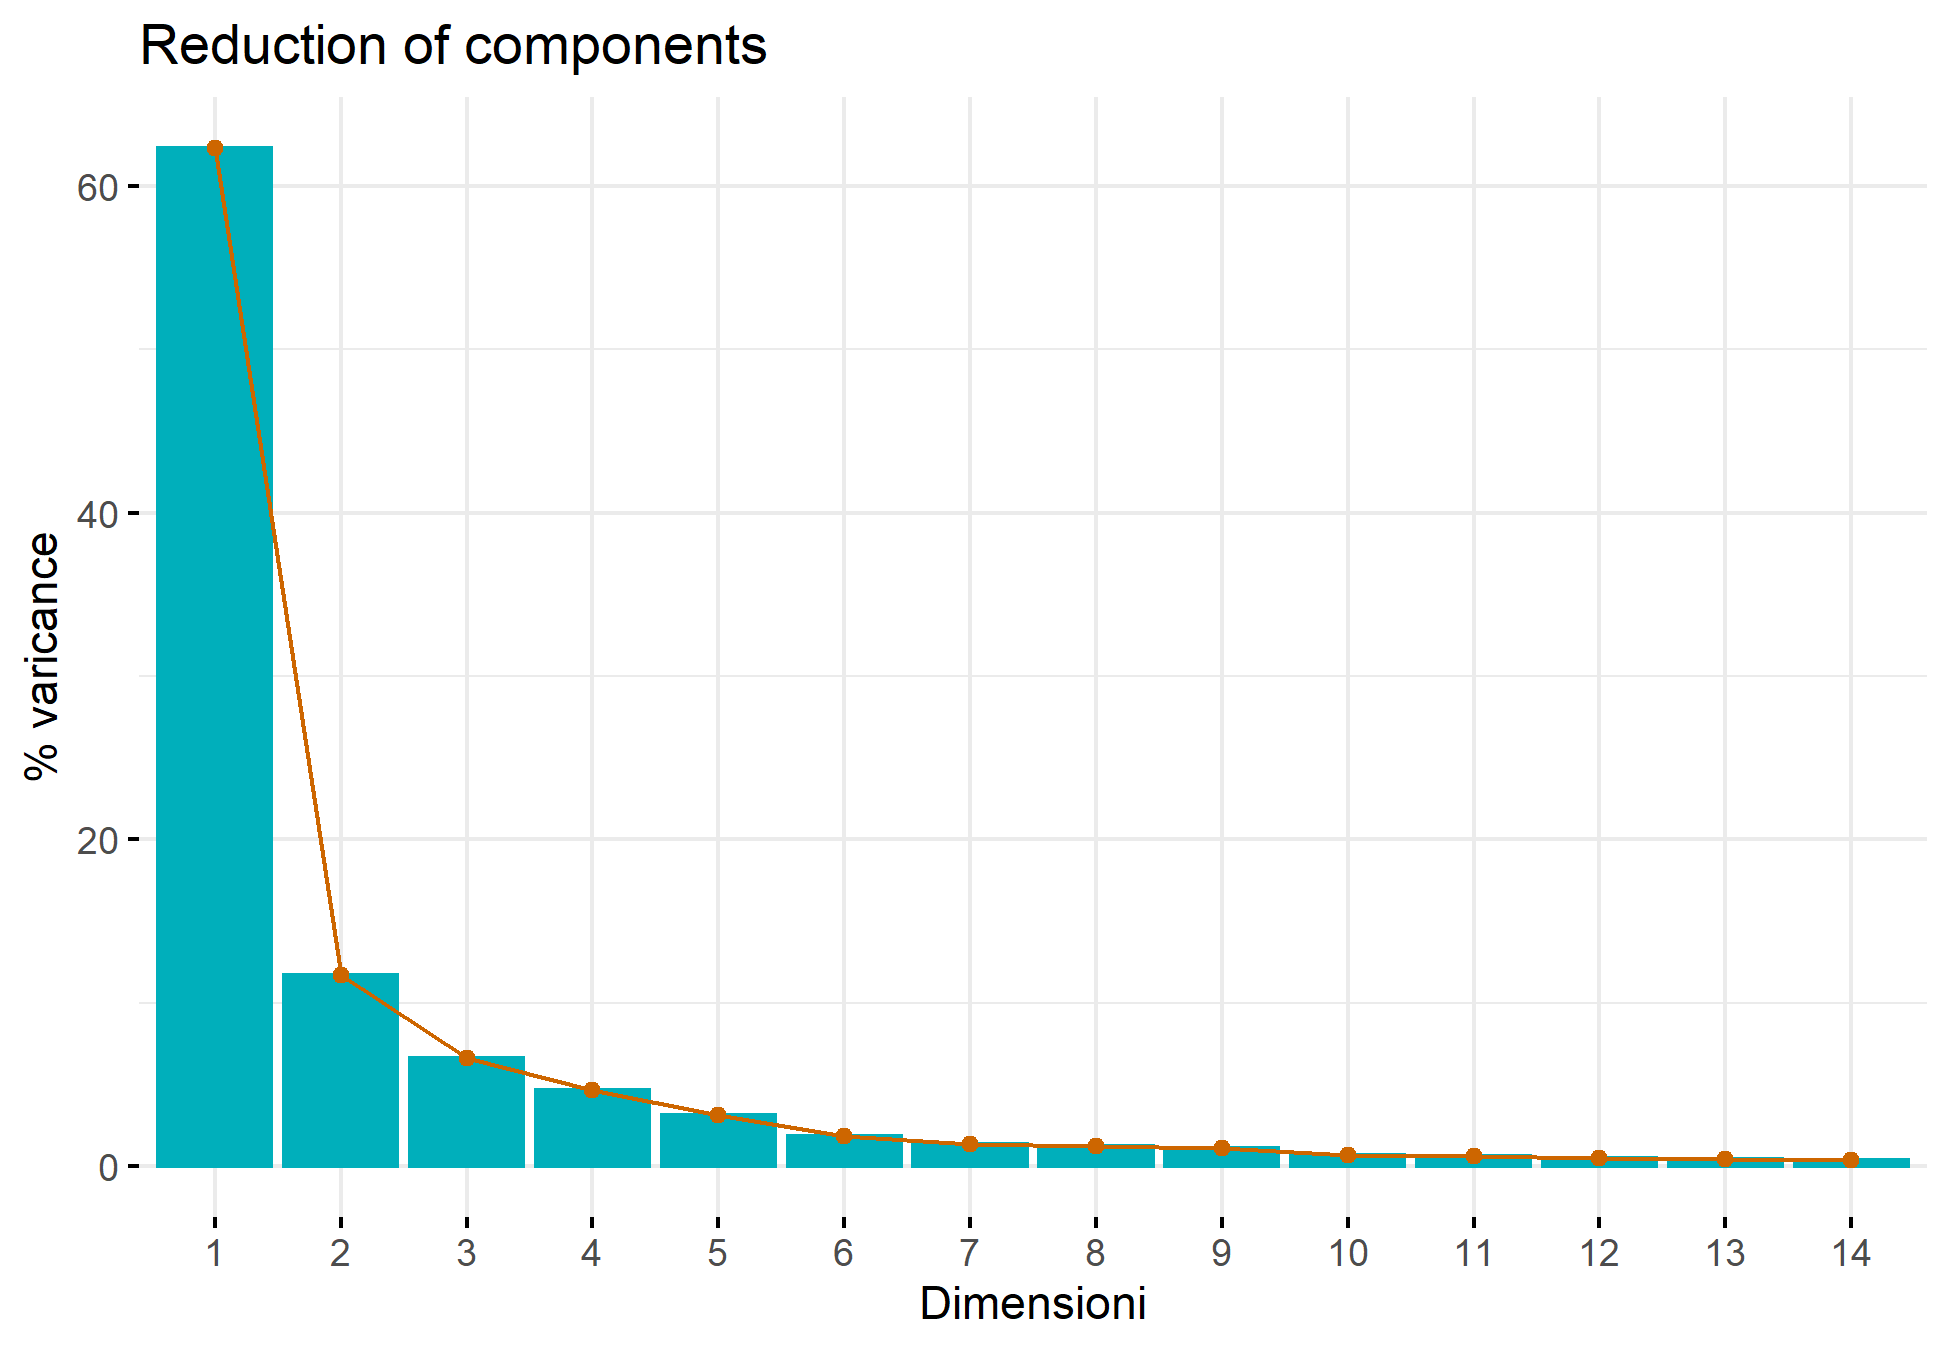 Reduction of components
% varicance
60
40
20
0
1 2 3 4 5 6 7 8 9 10 11 12 13 14
Dimensioni